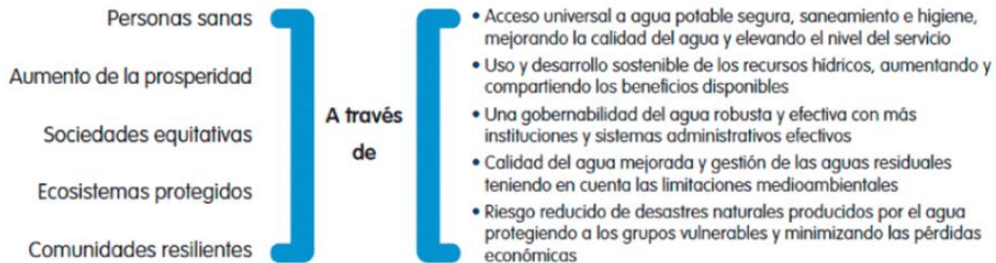 Personas sanas
Aumento de la prosperidad
Sociedades equitativas
Ecosistemas protegidos
Comunidades resilientes
A través
de
• Acceso universal a agua potable segura, saneamiento e higiene,
mejorando la calidad del agua y elevando el nivel del servicio
• Uso y desarrollo sostenible de los recursos hídricos, aumentando y
compartiendo los beneficios disponibles
• Una gobernabilidad del agua robusta y efectiva con más
instituciones y sistemas administrativos efectivos
• Calidad del agua mejorada y gestión de las aguas residuales
teniendo en cuenta las limitaciones medioambientales
• Riesgo reducido de desastres naturales producidos por el agua
protegiendo a los grupos vulnerables y minimizando las pérdidas
económicas